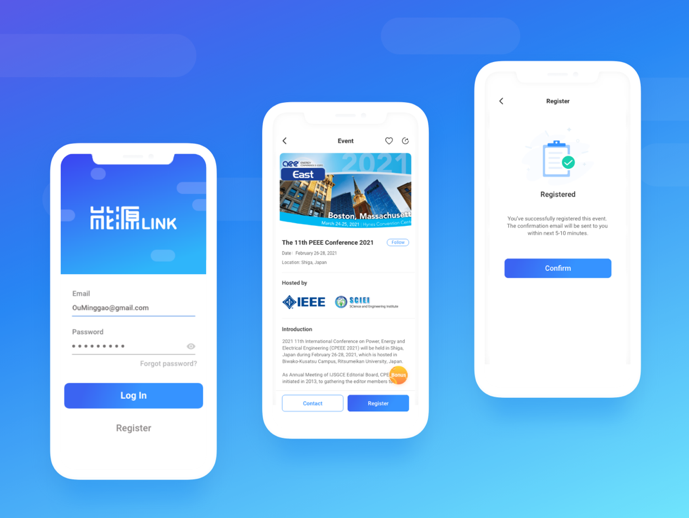 能源LINK
Email
OuMinggao@gmail.com
Password
Forgot password?
Log In
Register
Event
aee
East
2021
Boston, Massachusett
March 24-25, 2021 | Hynes Convention Cent
The 11th PEEE Conference 2021
Follow
Date: February 26-28, 2021
Location: Shiga, Japan
Hosted by
IEEE
SCIEI
SCience and Engineering Institute
Introduction
2021 11th International Conference on Power, Energy and
Electrical Engineering (CPEEE 2021) will be held in Shiga,
Japan during February 26-28, 2021, which is hosted in
Biwako-Kusatsu Campus, Ritsumeikan University, Japan.
As Annual Meeting of USGCE Editorial Board, CPE
initiated in 2013, to gathering the editor members
Bonus
Contact
Register
Register
Registered
You've successfully registered this event.
The confirmation email will be sent to you
within next 5-10 minutes.
Confirm